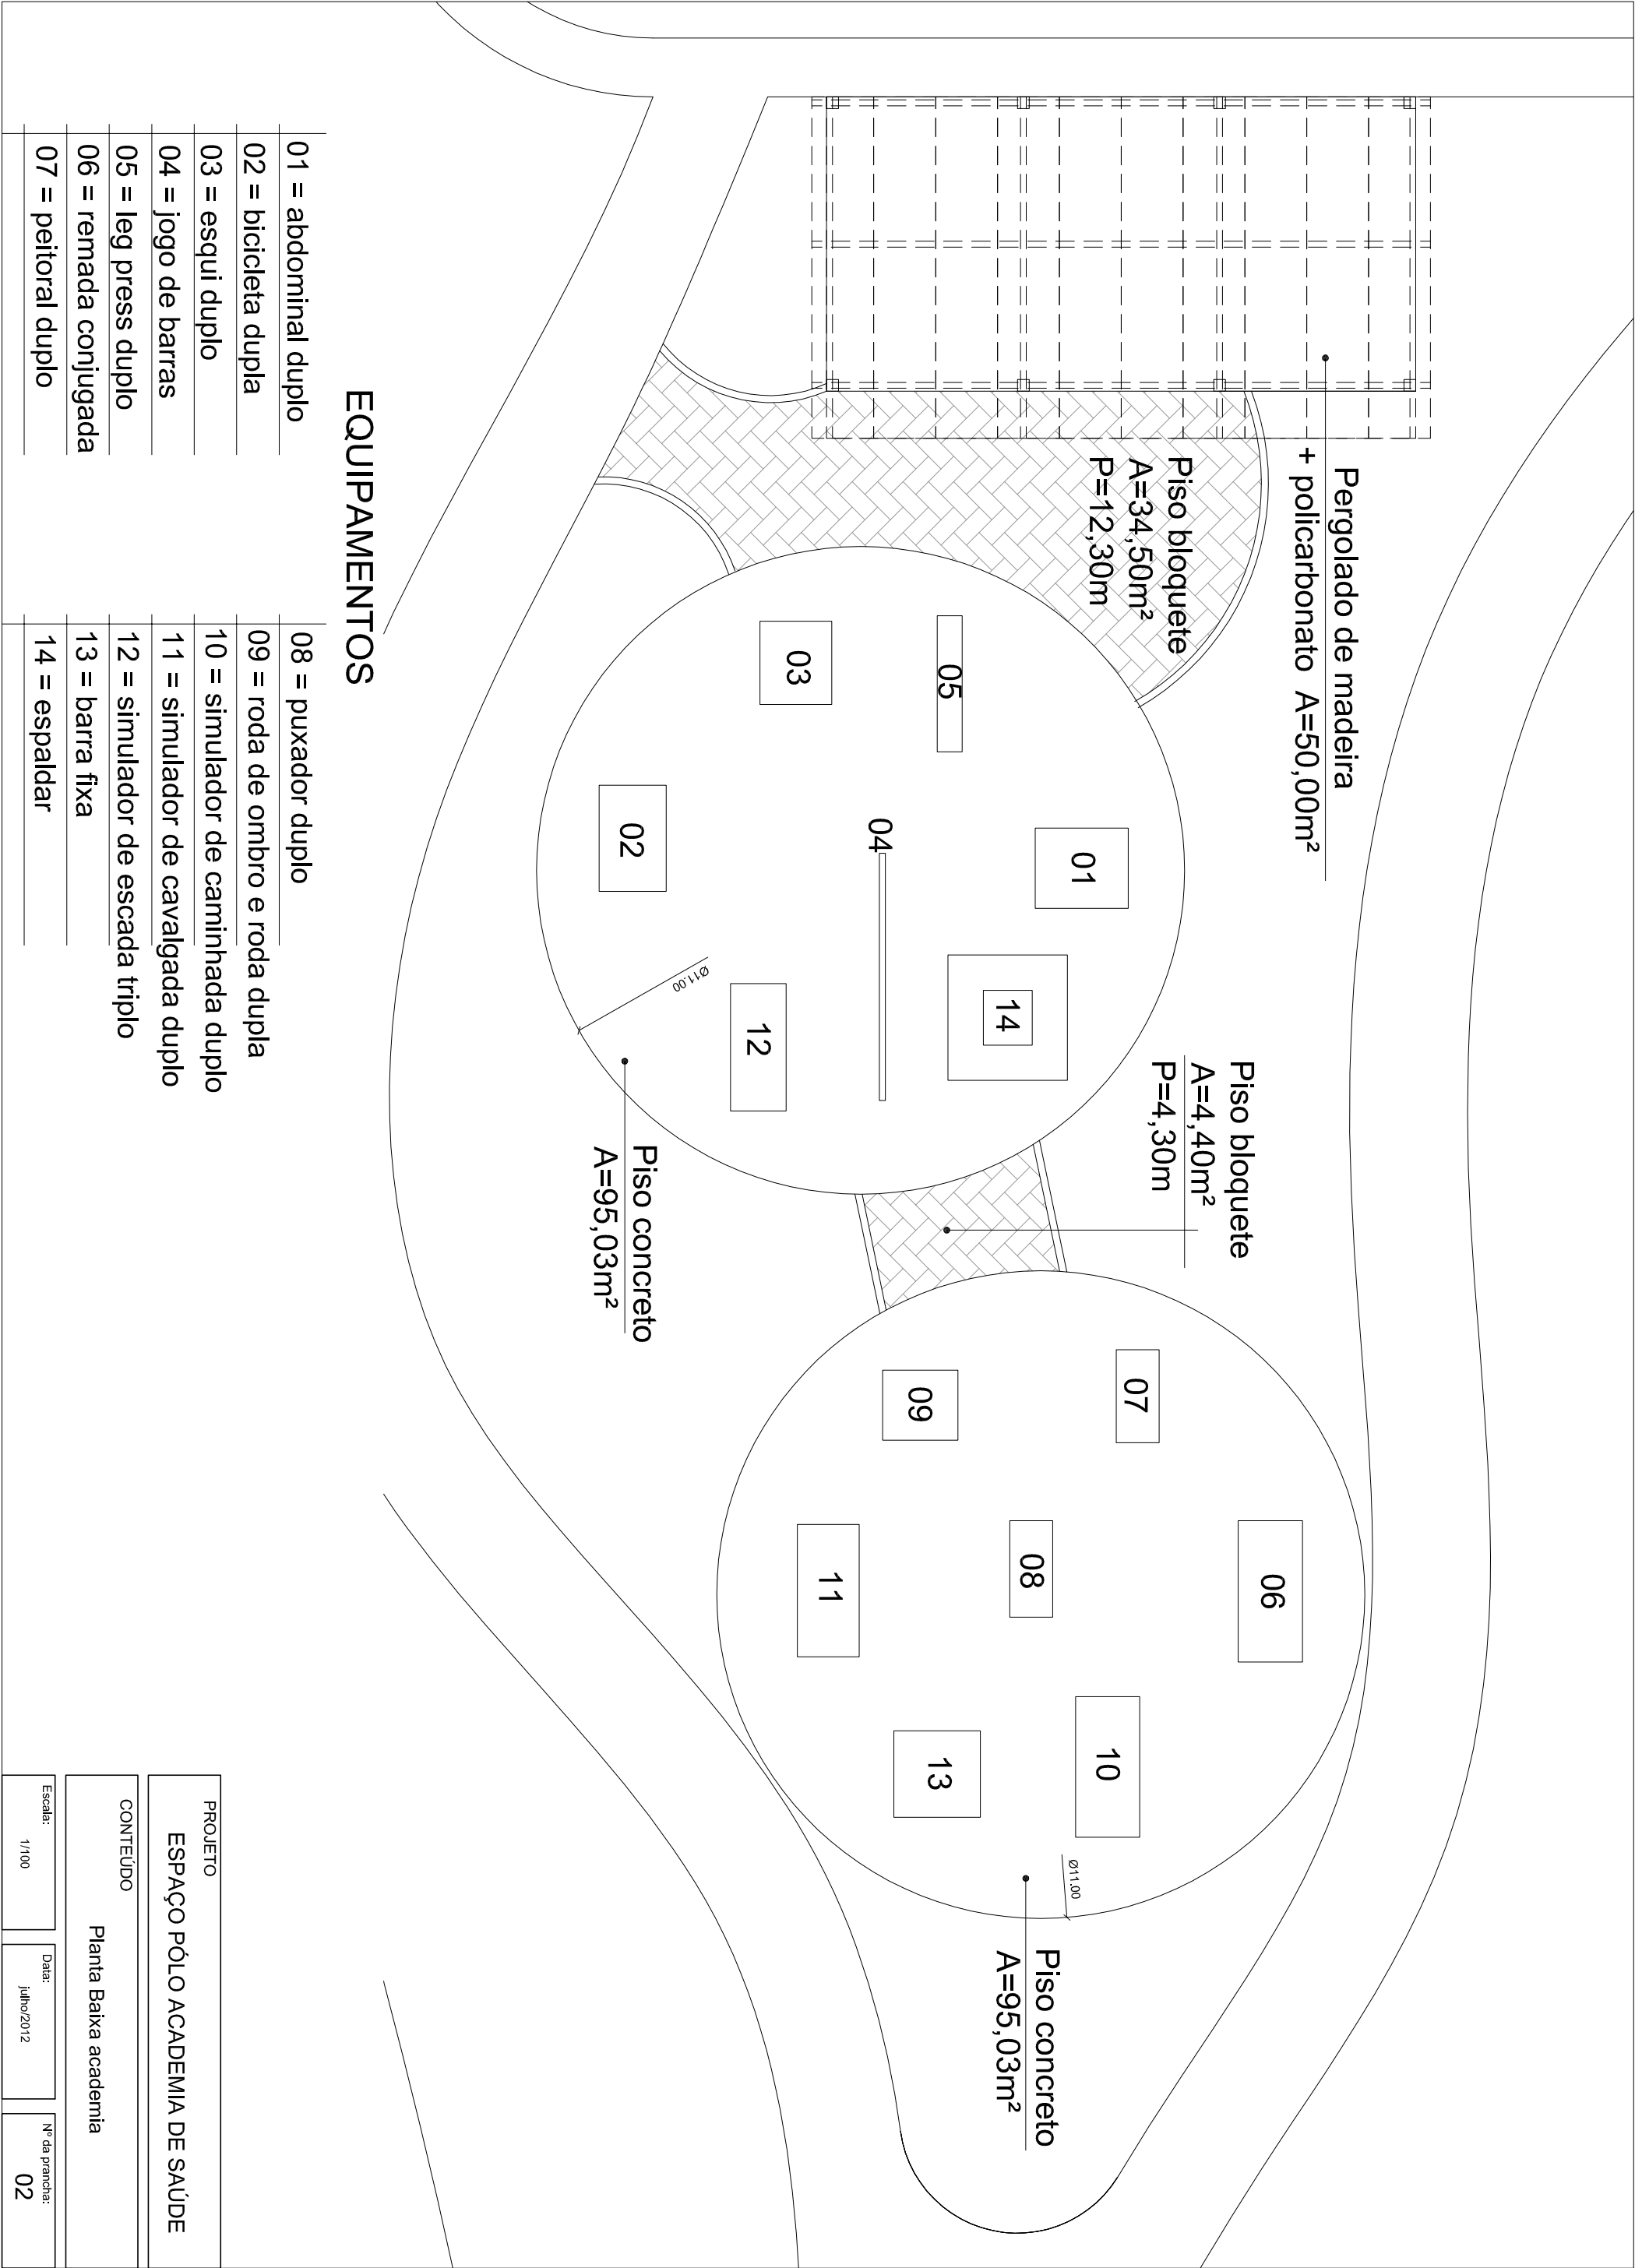 Pergolado de madeira
+ policarbonato  A=50,00m²
Piso bloquete
A=34,50m²
P=12,30m
Piso bloquete
A=4,40m²
P=4,30m
05
03
04
01
02
14
12
Ø11.00
Piso concreto
A=95,03m²
07
09
06
08
11
10
13
Ø11.00
Piso concreto
A=95,03m²
EQUIPAMENTOS
01 = abdominal duplo
02 = bicicleta dupla
03 = esqui duplo
04 = jogo de barras
05 = leg press duplo
06 = remada conjugada
07 = peitoral duplo
08 = puxador duplo
09 = roda de ombro e roda dupla
10 = simulador de caminhada duplo
11 = simulador de cavalgada duplo
12 = simulador de escada triplo
13 = barra fixa
14 = espaldar
PROJETO
ESPAÇO PÓLO ACADEMIA DE SAÚDE
CONTEÚDO
Planta Baixa academia
Escala:
1/100
Data:
julho/2012
Nº da prancha:
02